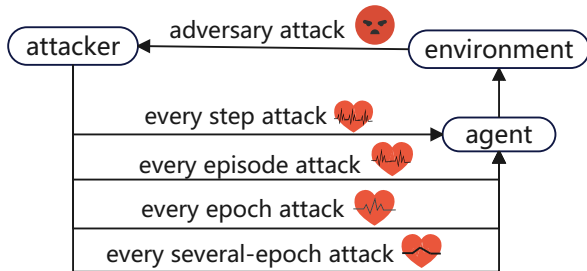 adversary attack
attacker
environment
every step attack
agent
every episode attack
every epoch attack
every several-epoch attack